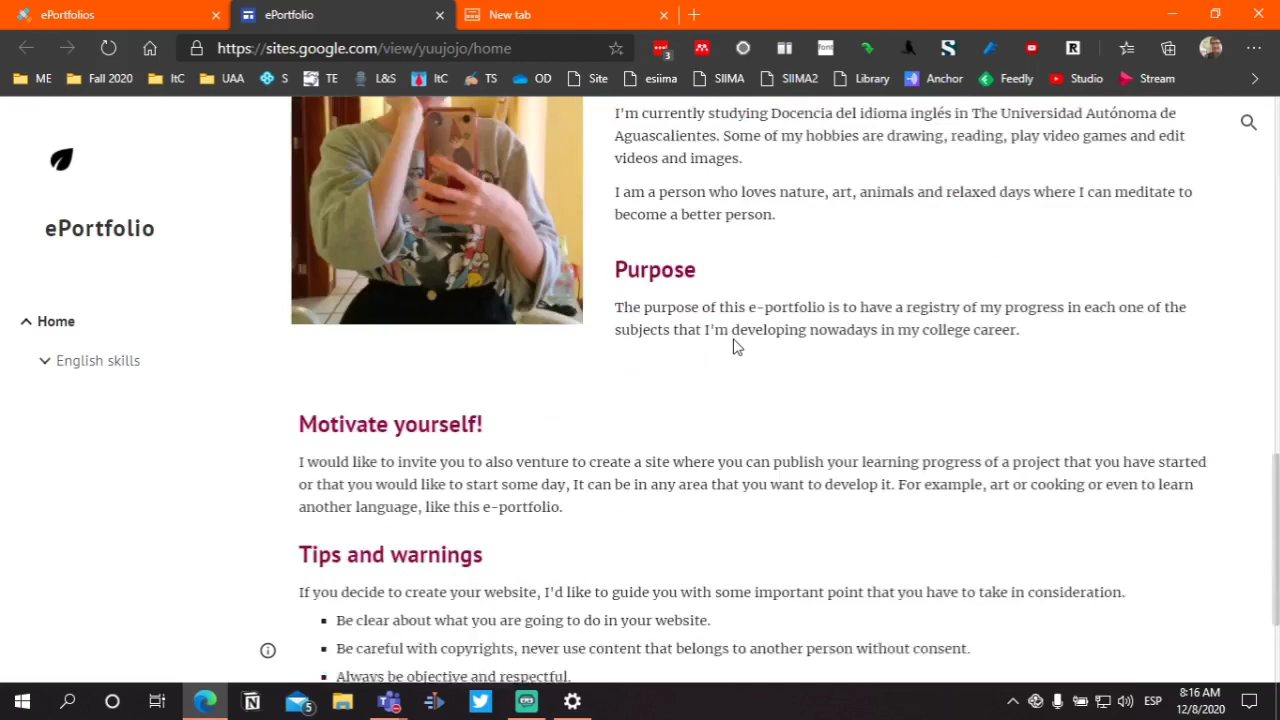 ePortfolios
ePortfolio
New tab
https://sites.google.com/view/yuujojo/home
3
font
R
ME
Fall 2020
ItC
UAA
S
TE
L&S
ItC
TS
OD
Site
esiima
SIIMA
SIIMA2
Library
Anchor
Feedly
Studio
Stream
ePortfolio
Home
English skills
I'm currently studying Docencia del idioma inglés in The Universidad Autónoma de
Aguascalientes. Some of my hobbies are drawing, reading, play video games and edit
videos and images.
I am a person who loves nature, art, animals and relaxed days where I can meditate to
become a better person.
Purpose
The purpose of this e-portfolio is to have a registry of my progress in each one of the
subjects that I'm developing nowadays in my college career.
Motivate yourself!
I would like to invite you to also venture to create a site where you can publish your learning progress of a project that you have started
or that you would like to start some day, It can be in any area that you want to develop it. For example, art or cooking or even to learn
another language, like this e-portfolio.
Tips and warnings
If you decide to create your website, I'd like to guide you with some important point that you have to take in consideration.
Be clear about what you are going to do in your website.
Be careful with copyrights, never use content that belongs to another person without consent.
Always be objective and respectful.
5
ESP
8:16 AM
12/8/2020